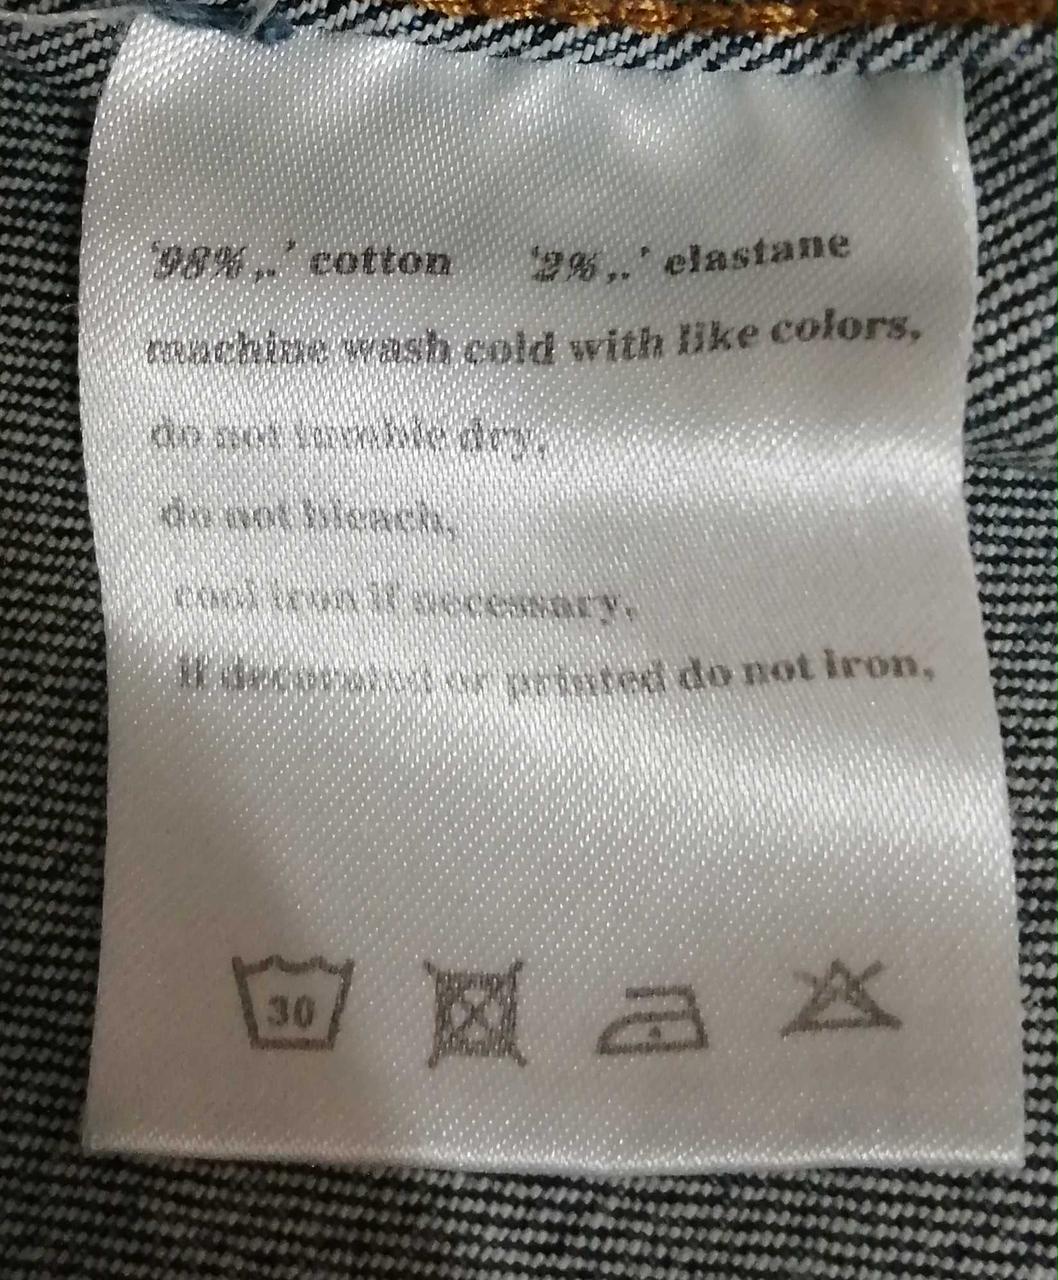 '98%,.' cotton '2%,.' elastane
machine wash cold with like colors,
do not tumble dry,
do not bleach,
cool iron if necessary,
if decorated or printed do not iron,
30